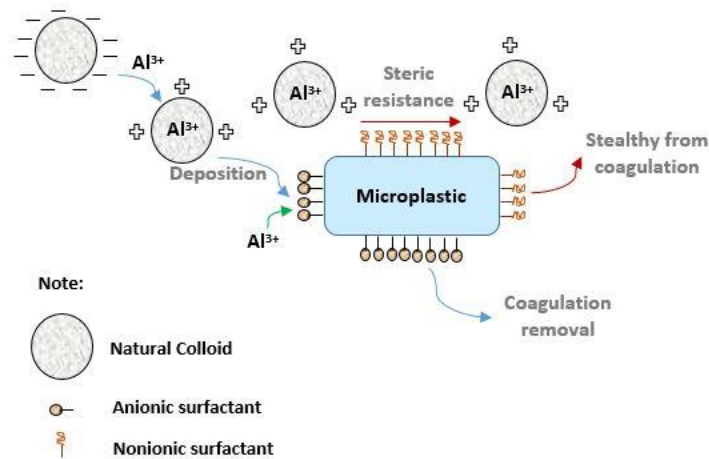 Al³⁺
Al³⁺
Al³⁺
Steric
resistance
Al³⁺
Stealthy from
coagulation
Deposition
Microplastic
Al³⁺
Note:
Coagulation
removal
Natural Colloid
Anionic surfactant
Nonionic surfactant